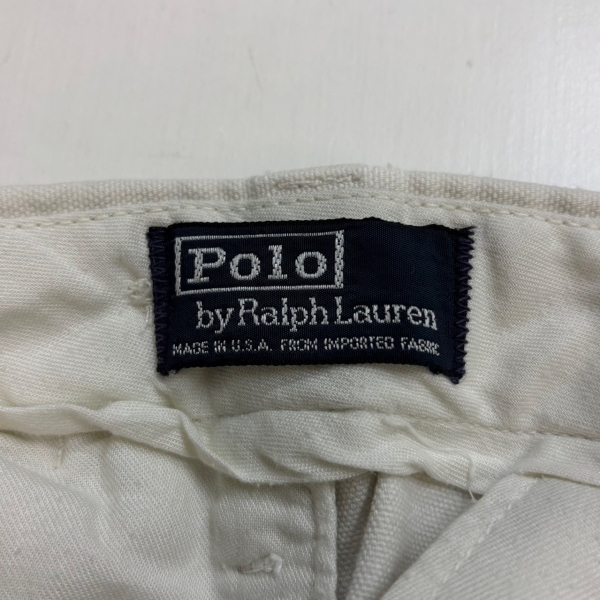 Polo
by Ralph Lauren
MADE IN U.S.A. FROM IMPORTED FABRIC